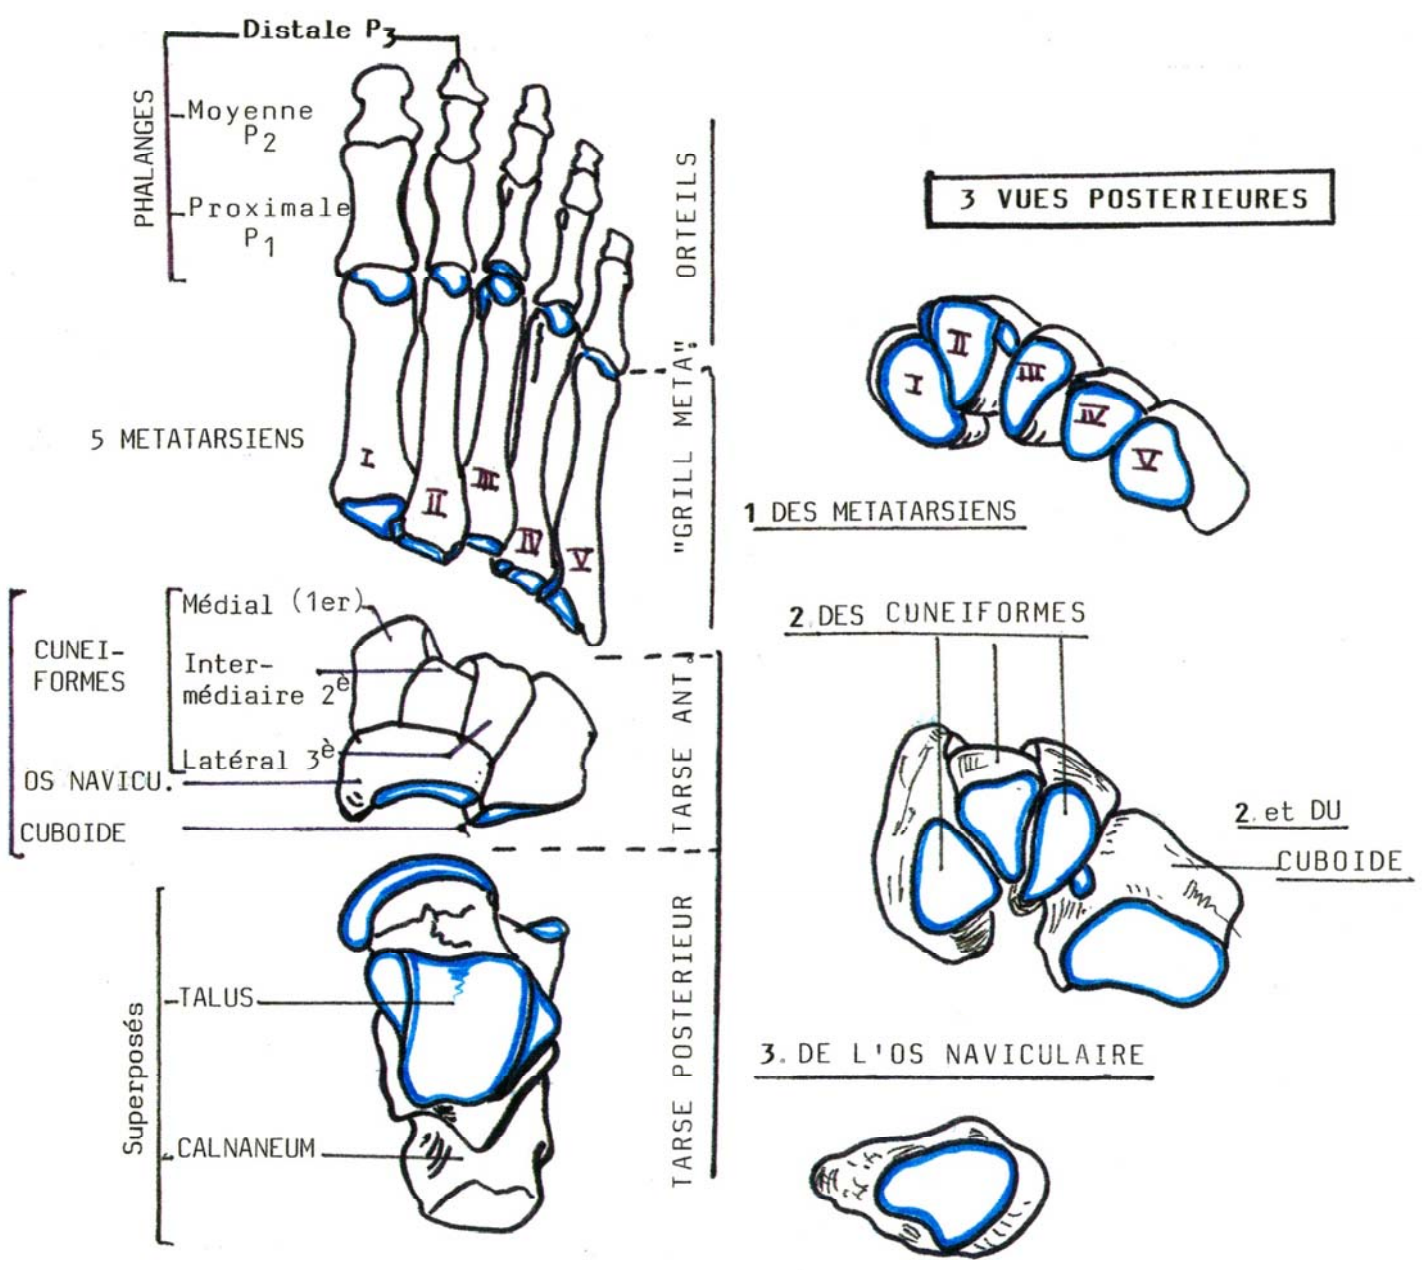 Distale P3
PHALANGES
Moyenne
P2
Proximale
P1
ORTEILS
5 METATARSIENS
I
II
III
IV
V
"GRILL META".
CUNEI-
FORMES
Médial (1er)
Inter-
médiaire 2è
Latéral 3è
OS NAVICU.
CUBOIDE
TARSE ANT.
Superposés
TALUS
CALNANEUM
TARSE POSTERIEUR
3 VUES POSTERIEURES
I
II
III
IV
V
1 DES METATARSIENS
2. DES CUNEIFORMES
2. et DU
CUBOIDE
3. DE L'OS NAVICULAIRE